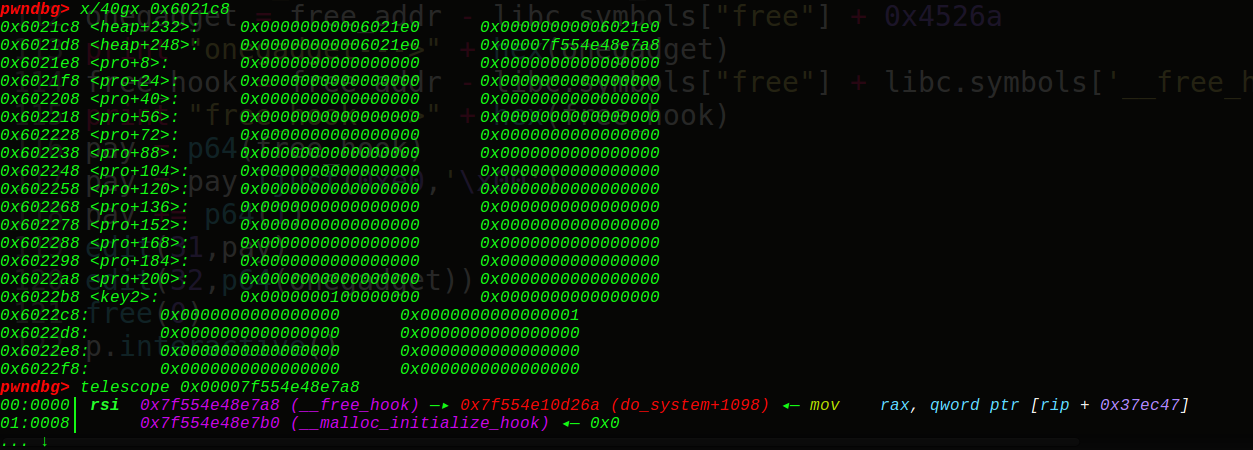 pwndbg> x/40gx 0x6021c8
0x6021c8 <heap+232>: 0x00000000006021e0 0x00000000006021e0
0x6021d8 <heap+248>: 0x00000000006021e0 0x00007f554e48e7a8
0x6021e8 <pro+8>: 0x0000000000000000 0x0000000000000000
0x6021f8 <pro+24>: 0x0000000000000000 0x0000000000000000
0x602208 <pro+40>: 0x0000000000000000 0x0000000000000000
0x602218 <pro+56>: 0x0000000000000000 0x0000000000000000
0x602228 <pro+72>: 0x0000000000000000 0x0000000000000000
0x602238 <pro+88>: 0x0000000000000000 0x0000000000000000
0x602248 <pro+104>: 0x0000000000000000 0x0000000000000000
0x602258 <pro+120>: 0x0000000000000000 0x0000000000000000
0x602268 <pro+136>: 0x0000000000000000 0x0000000000000000
0x602278 <pro+152>: 0x0000000000000000 0x0000000000000000
0x602288 <pro+168>: 0x0000000000000000 0x0000000000000000
0x602298 <pro+184>: 0x0000000000000000 0x0000000000000000
0x6022a8 <pro+200>: 0x0000000000000000 0x0000000000000000
0x6022b8 <key2>: 0x0000000100000000 0x0000000000000000
0x6022c8: 0x0000000000000000 0x0000000000000001
0x6022d8: 0x0000000000000000 0x0000000000000000
0x6022e8: 0x0000000000000000 0x0000000000000000
0x6022f8: 0x0000000000000000 0x0000000000000000
pwndbg> telescope 0x00007f554e48e7a8
00:0000│ rsi 0x7f554e48e7a8 (__free_hook) —▸ 0x7f554e10d26a (do_system+1098) ◂— mov rax, qword ptr [rip + 0x37ec47]
01:0008│ 0x7f554e48e7b0 (__malloc_initialize_hook) ◂— 0x0
... ↓